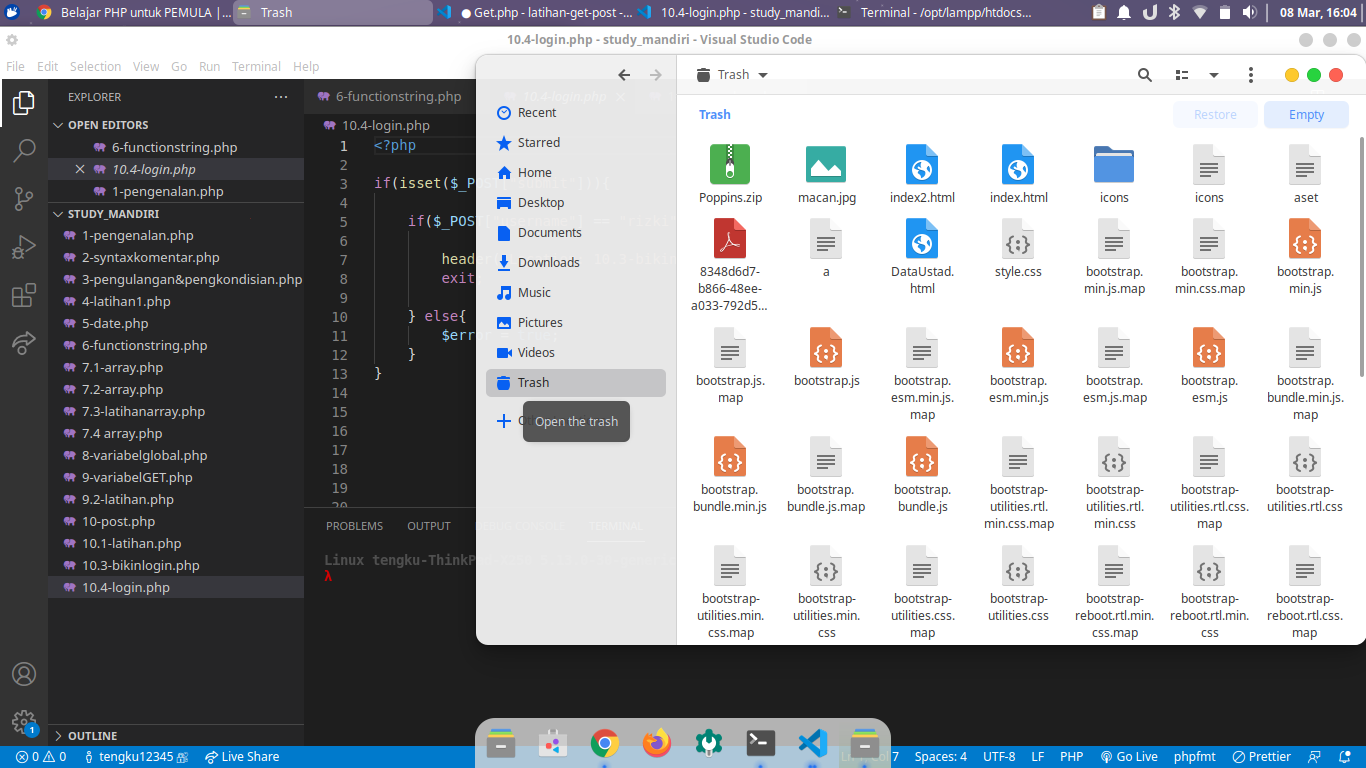 Belajar PHP untuk PEMULA |...
Trash
● Get.php - latihan-get-post -...
10.4-login.php - study_mandi...
Terminal - /opt/lampp/htdocs...
08 Mar, 16:04
10.4-login.php - study_mandiri - Visual Studio Code
File Edit Selection View Go Run Terminal Help
EXPLORER
OPEN EDITORS
6-functionstring.php
10.4-login.php
1-pengenalan.php
STUDY_MANDIRI
1-pengenalan.php
2-syntaxkomentar.php
3-pengulangan&pengkondisian.php
4-latihan1.php
5-date.php
6-functionstring.php
7.1-array.php
7.2-array.php
7.3-latihanarray.php
7.4 array.php
8-variabelglobal.php
9-variabelGET.php
9.2-latihan.php
10-post.php
10.1-latihan.php
10.3-bikinlogin.php
10.4-login.php
OUTLINE
6-functionstring.php
10.4-login.php
10.4-login.php
1 <?php
2
3 if(isset($_POST
4
5 if($_POST
6
7 header
8 exit
9
10 } else{
11 $error
12 }
13 }
14
15
16
17
18
19
20
PROBLEMS OUTPUT TERMINAL
Linux tengku-ThinkP
λ
Recent
Starred
Home
Desktop
Documents
Downloads
Music
Pictures
Videos
Trash
Open the trash
Trash
Trash
Restore
Empty
Poppins.zip
macan.jpg
index2.html
index.html
icons
icons
aset
8348d6d7-
b866-48ee-
a033-792d5...
a
DataUstad.
html
style.css
bootstrap.
min.js.map
bootstrap.
min.css.map
bootstrap.
min.js
bootstrap.js.
map
bootstrap.js
bootstrap.
esm.min.js.
map
bootstrap.
esm.min.js
bootstrap.
esm.js.map
bootstrap.
esm.js
bootstrap.
bundle.min.js.
map
bootstrap.
bundle.min.js
bootstrap.
bundle.js.map
bootstrap.
bundle.js
bootstrap-
utilities.rtl.
min.css.map
bootstrap-
utilities.rtl.
min.css
bootstrap-
utilities.rtl.css.
map
bootstrap-
utilities.rtl.css
bootstrap-
utilities.min.
css.map
bootstrap-
utilities.min.
css
bootstrap-
utilities.css.
map
bootstrap-
utilities.css
bootstrap-
reboot.rtl.min.
css.map
bootstrap-
reboot.rtl.min.
css
bootstrap-
reboot.rtl.css.
map
1
0 0
tengku12345
Live Share
Spaces: 4
UTF-8
LF
PHP
Go Live
phpfmt
Prettier